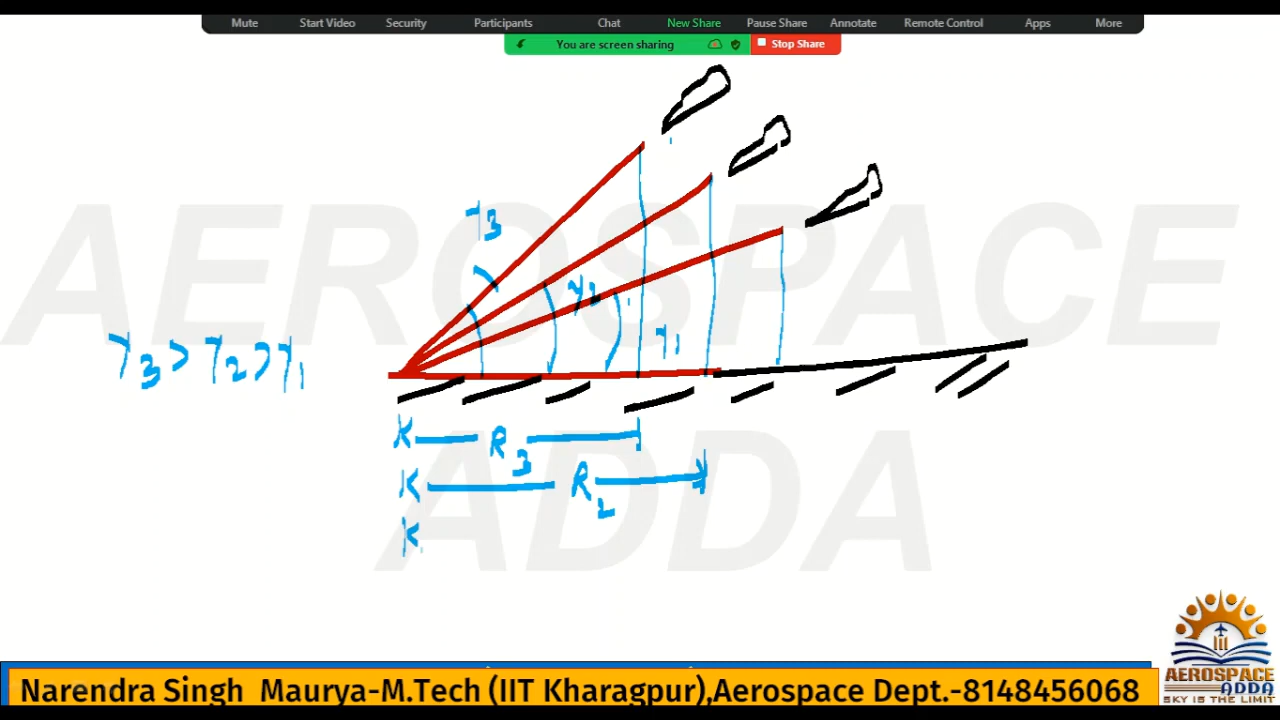 Mute Start Video Security Participants Chat New Share Pause Share Annotate Remote Control Apps More
You are screen sharing Stop Share
AEROSPACE
ADDA
γ3
γ2
γ1
γ3 > γ2 > γ1
R3
R2
Narendra Singh Maurya-M.Tech (IIT Kharagpur),Aerospace Dept.-8148456068
AEROSPACE
ADDA
SKY IS THE LIMIT